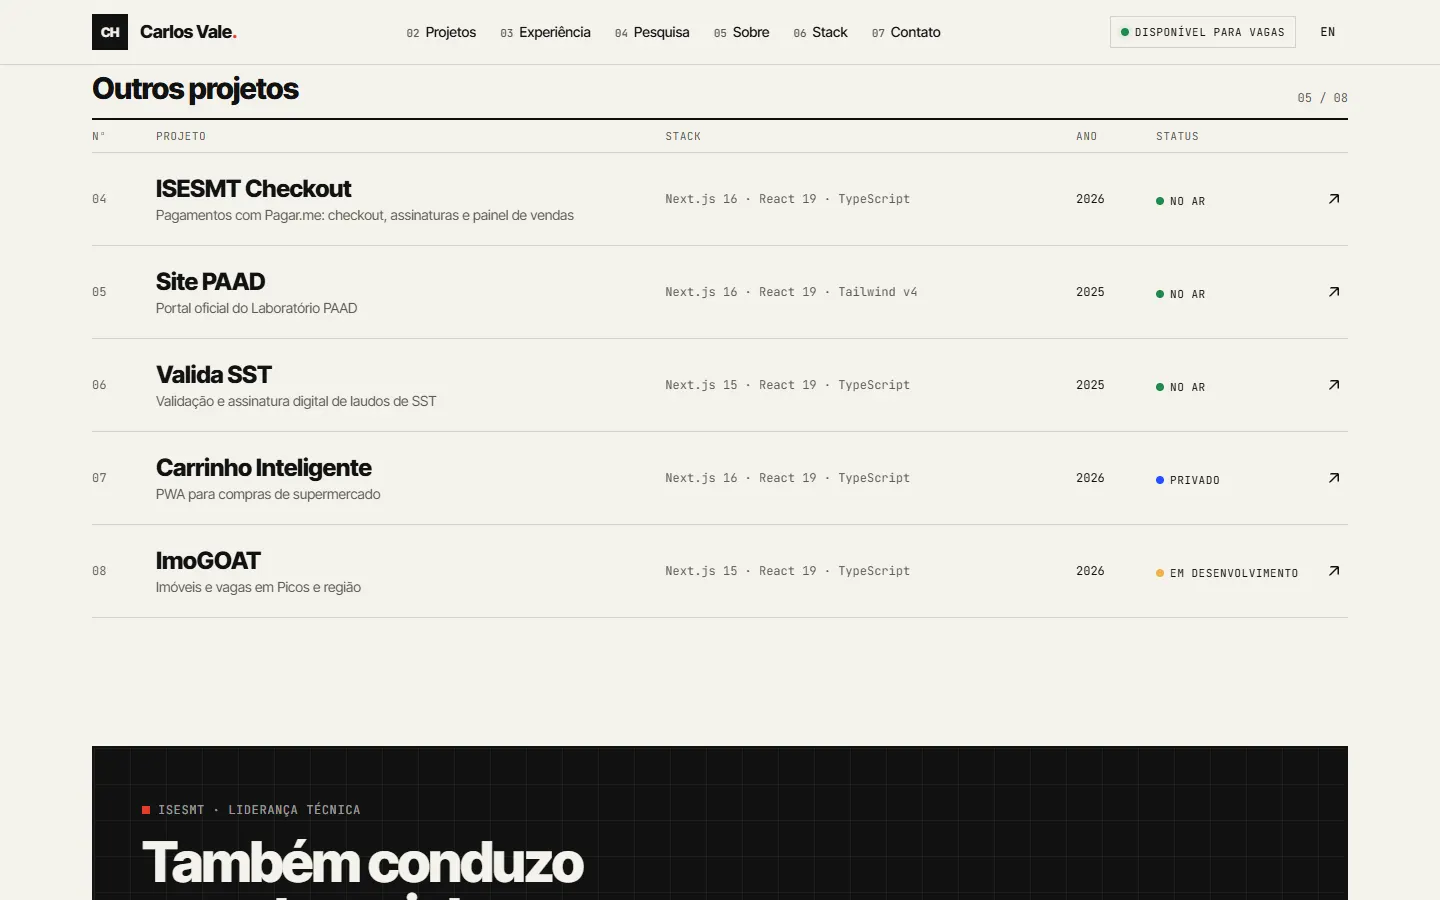 CH Carlos Vale. 02 Projetos 03 Experiência 04 Pesquisa 05 Sobre 06 Stack 07 Contato DISPONÍVEL PARA VAGAS EN
Outros projetos 05 / 08
Nº PROJETO STACK ANO STATUS
04 ISESMT Checkout Next.js 16 · React 19 · TypeScript 2026 NO AR
Pagamentos com Pagar.me: checkout, assinaturas e painel de vendas
05 Site PAAD Next.js 16 · React 19 · Tailwind v4 2025 NO AR
Portal oficial do Laboratório PAAD
06 Valida SST Next.js 15 · React 19 · TypeScript 2025 NO AR
Validação e assinatura digital de laudos de SST
07 Carrinho Inteligente Next.js 16 · React 19 · TypeScript 2026 PRIVADO
PWA para compras de supermercado
08 ImoGOAT Next.js 15 · React 19 · TypeScript 2026 EM DESENVOLVIMENTO
Imóveis e vagas em Picos e região
ISESMT · LIDERANÇA TÉCNICA
Também conduzo